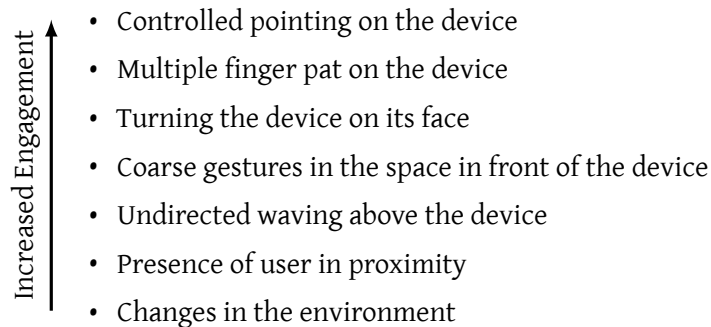 Increased Engagement
• Controlled pointing on the device
• Multiple finger pat on the device
• Turning the device on its face
• Coarse gestures in the space in front of the device
• Undirected waving above the device
• Presence of user in proximity
• Changes in the environment